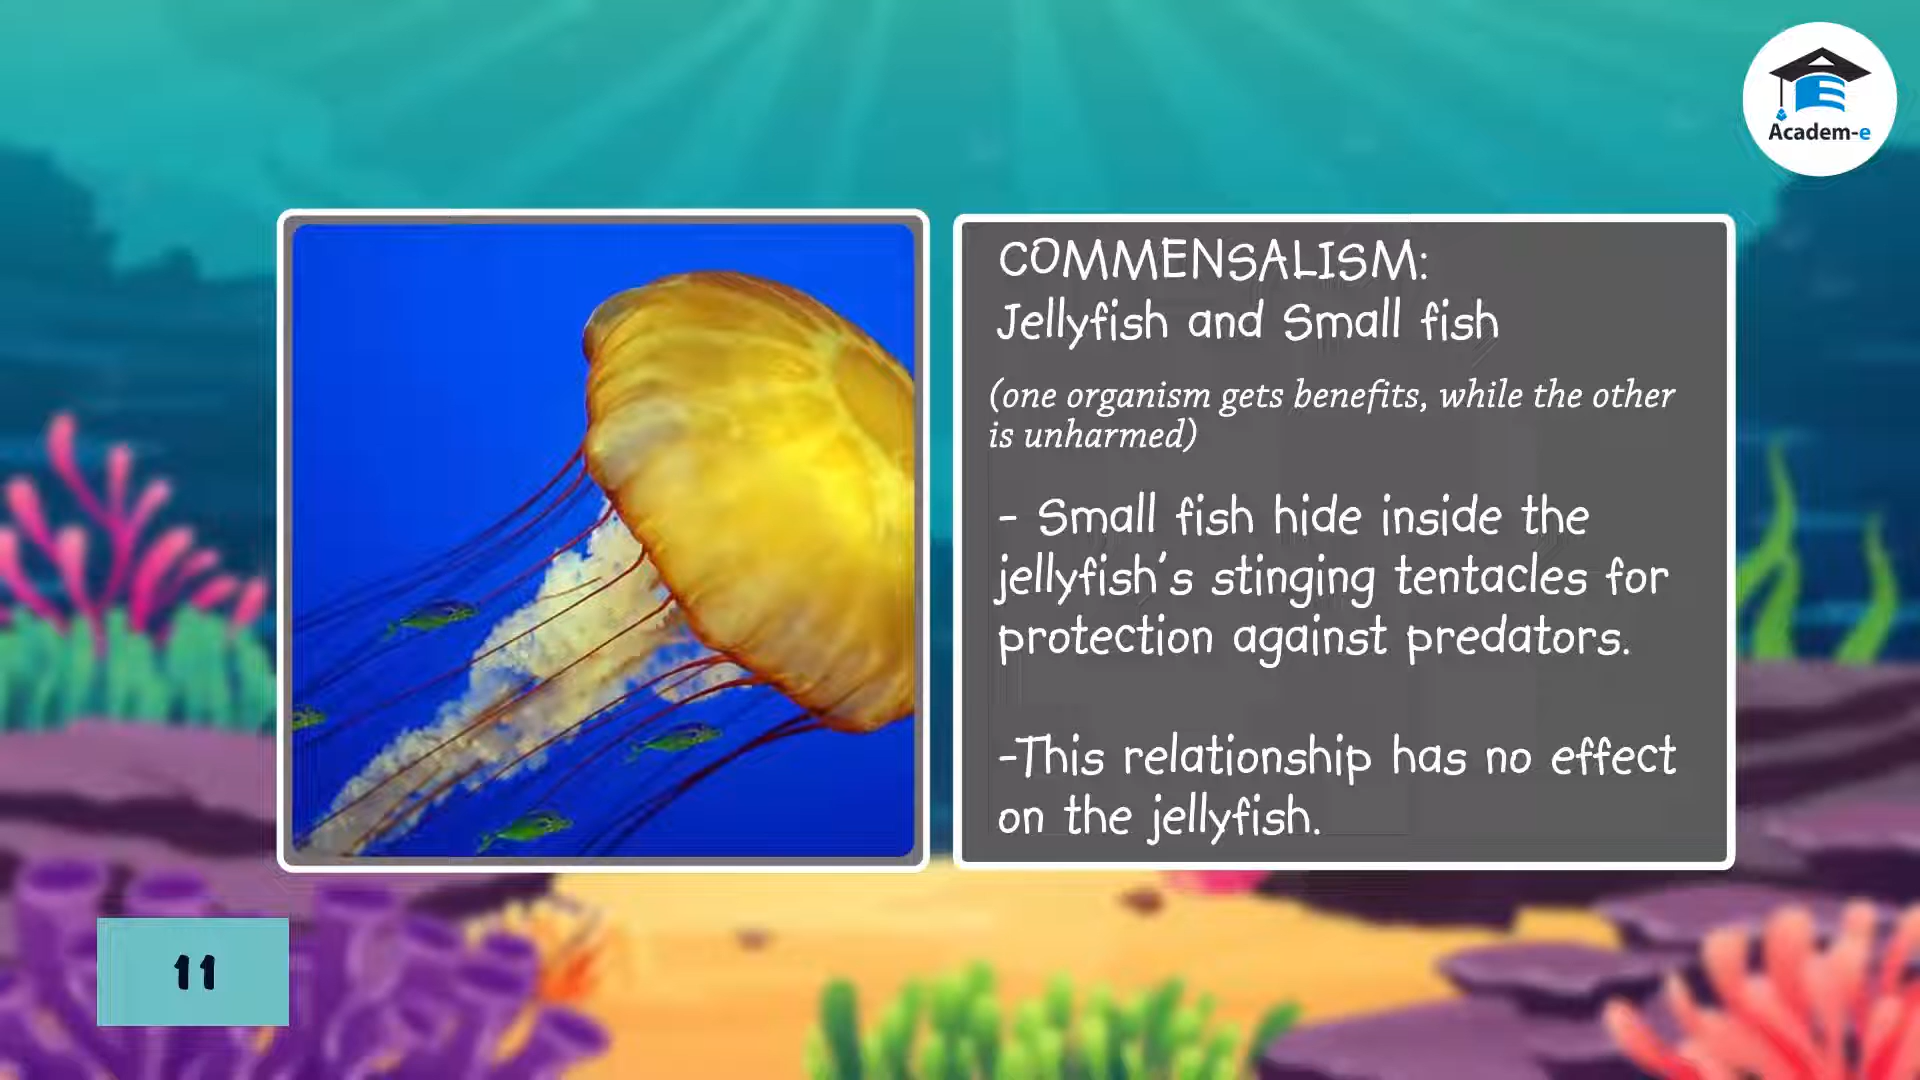 Academ-e
COMMENSALISM:
Jellyfish and Small fish
(one organism gets benefits, while the other
is unharmed)
- Small fish hide inside the
jellyfish's stinging tentacles for
protection against predators.
-This relationship has no effect
on the jellyfish.
11